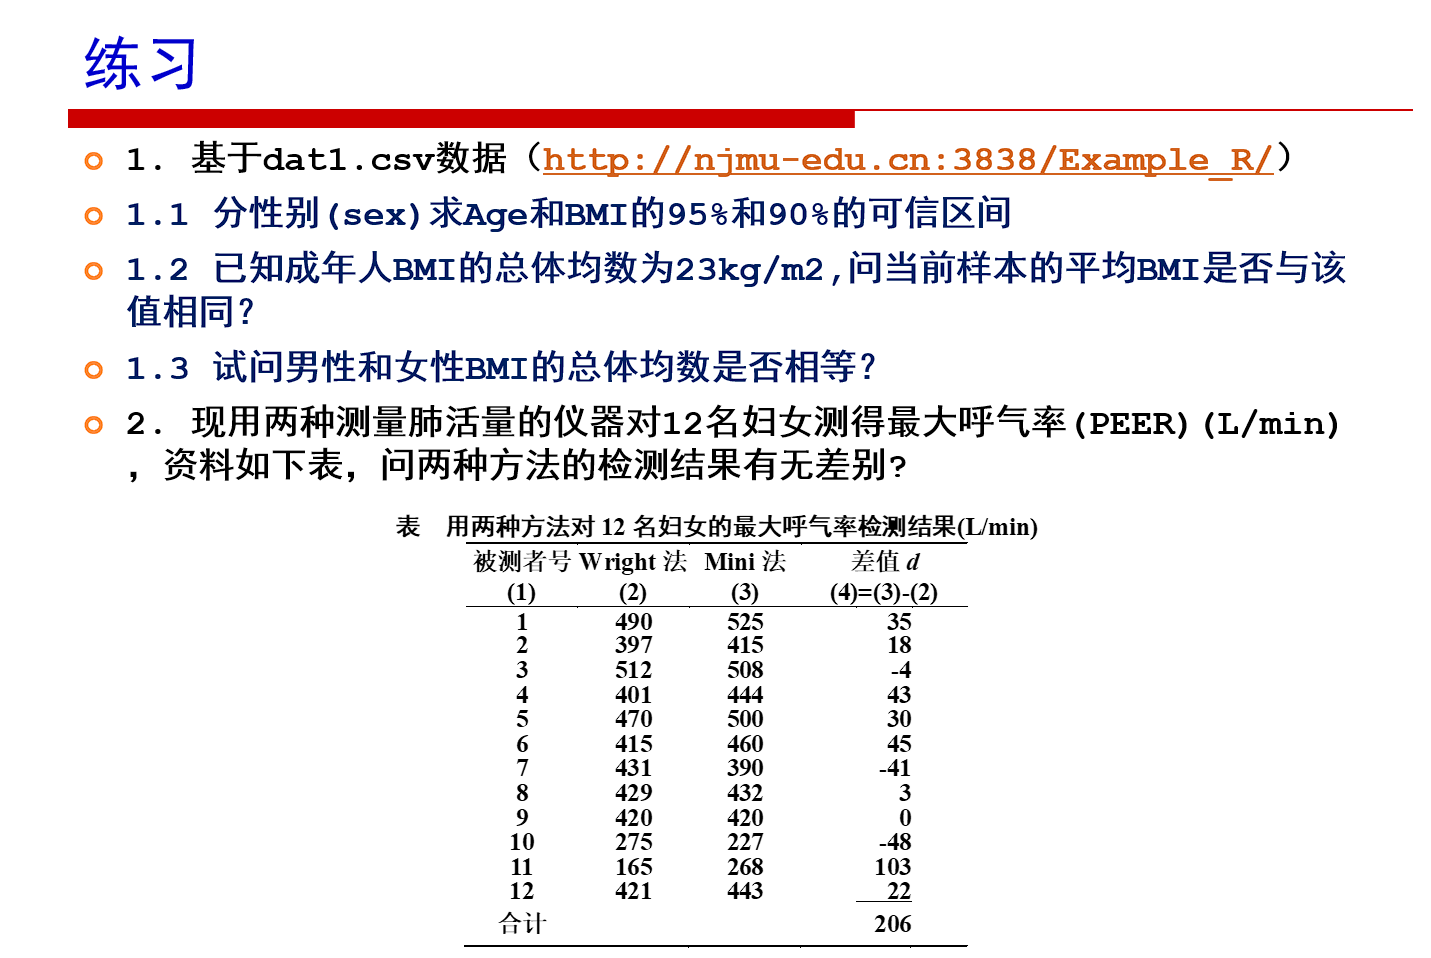 练习
1. 基于dat1.csv数据（http://njmu-edu.cn:3838/Example_R/）
1.1 分性别(sex)求Age和BMI的95%和90%的可信区间
1.2 已知成年人BMI的总体均数为23kg/m2,问当前样本的平均BMI是否与该
值相同？
1.3 试问男性和女性BMI的总体均数是否相等？
2. 现用两种测量肺活量的仪器对12名妇女测得最大呼气率(PEER)(L/min)
，资料如下表，问两种方法的检测结果有无差别?
表 用两种方法对 12 名妇女的最大呼气率检测结果(L/min)
被测者号 Wright 法 Mini 法 差值 d
(1) (2) (3) (4)=(3)-(2)
1 490 525 35
2 397 415 18
3 512 508 -4
4 401 444 43
5 470 500 30
6 415 460 45
7 431 390 -41
8 429 432 3
9 420 420 0
10 275 227 -48
11 165 268 103
12 421 443 22
合计 206